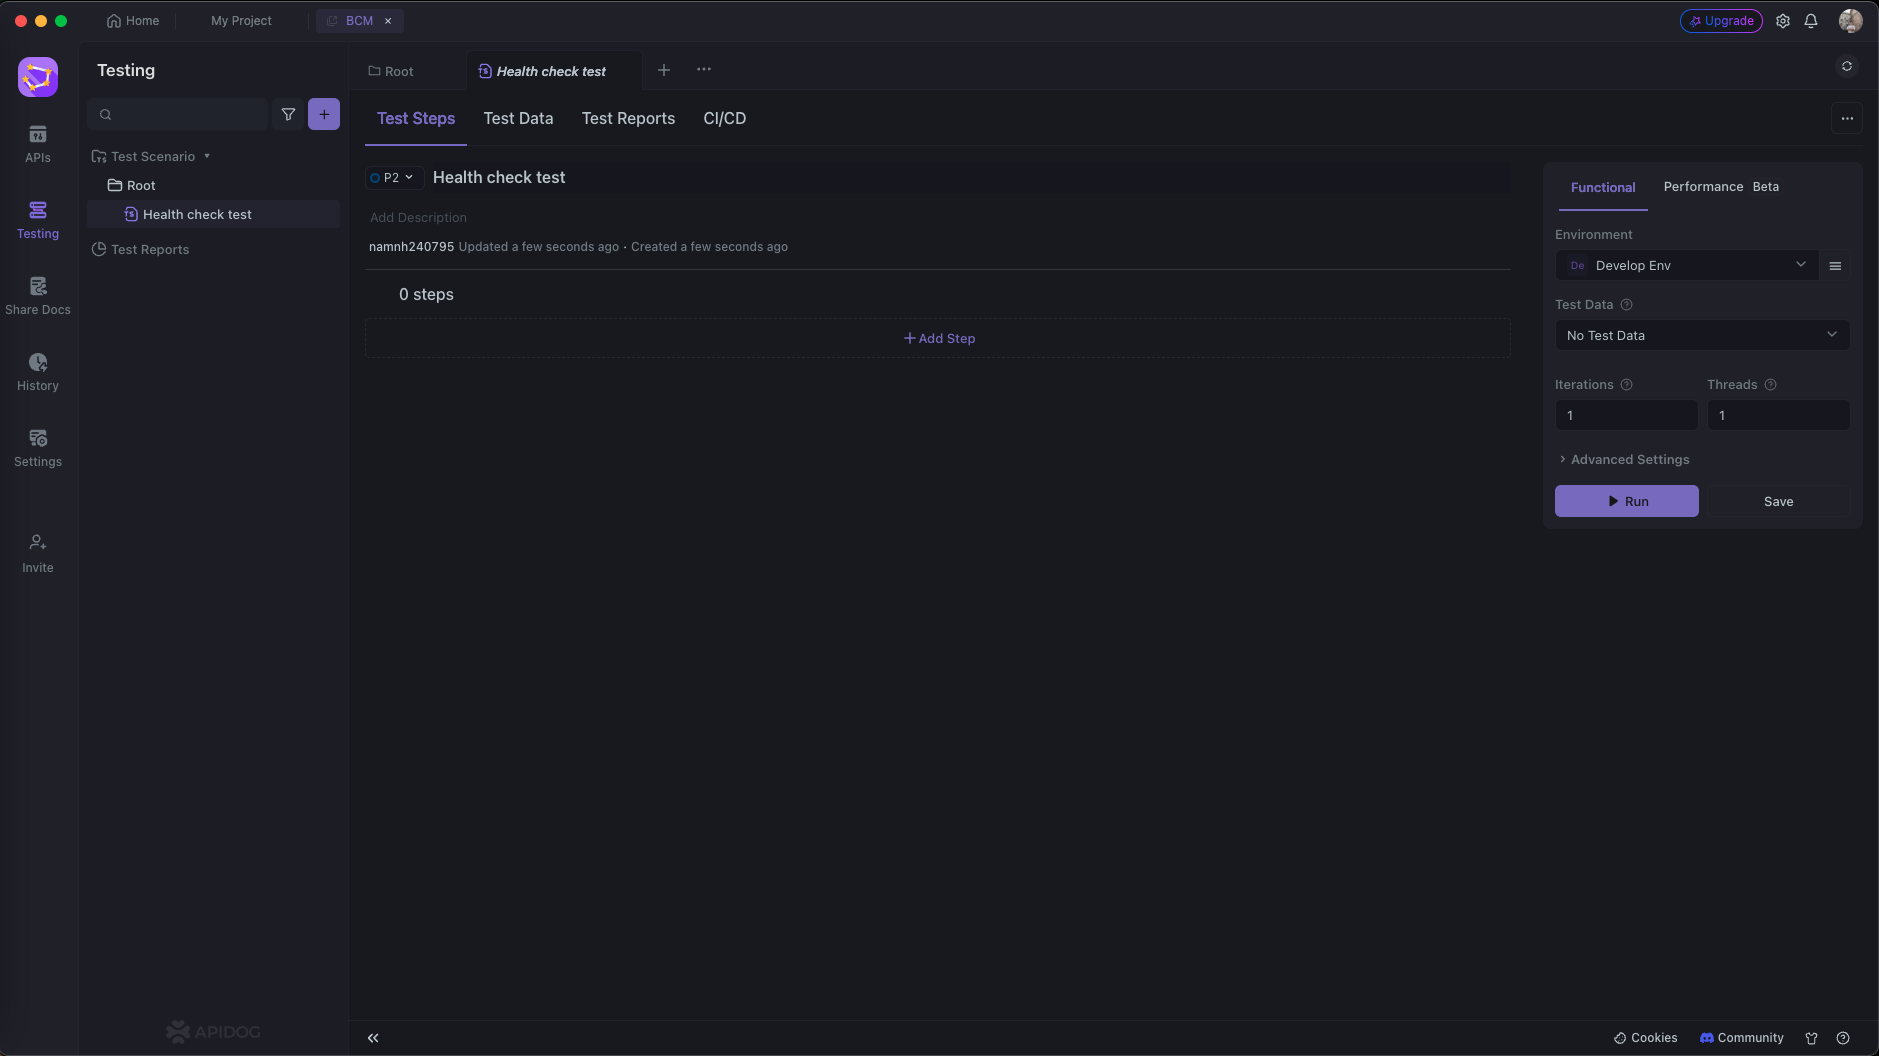 Home
My Project
BCM
Upgrade
Testing
Root
Health check test
APIs
Testing
Share Docs
History
Settings
Invite
Test Scenario
Root
Health check test
Test Reports
APIDOG
Test Steps
Test Data
Test Reports
CI/CD
P2
Health check test
Add Description
namnh240795 Updated a few seconds ago · Created a few seconds ago
0 steps
Add Step
Functional
Performance Beta
Environment
De Develop Env
Test Data
No Test Data
Iterations
Threads
1
1
Advanced Settings
Run
Save
Cookies
Community